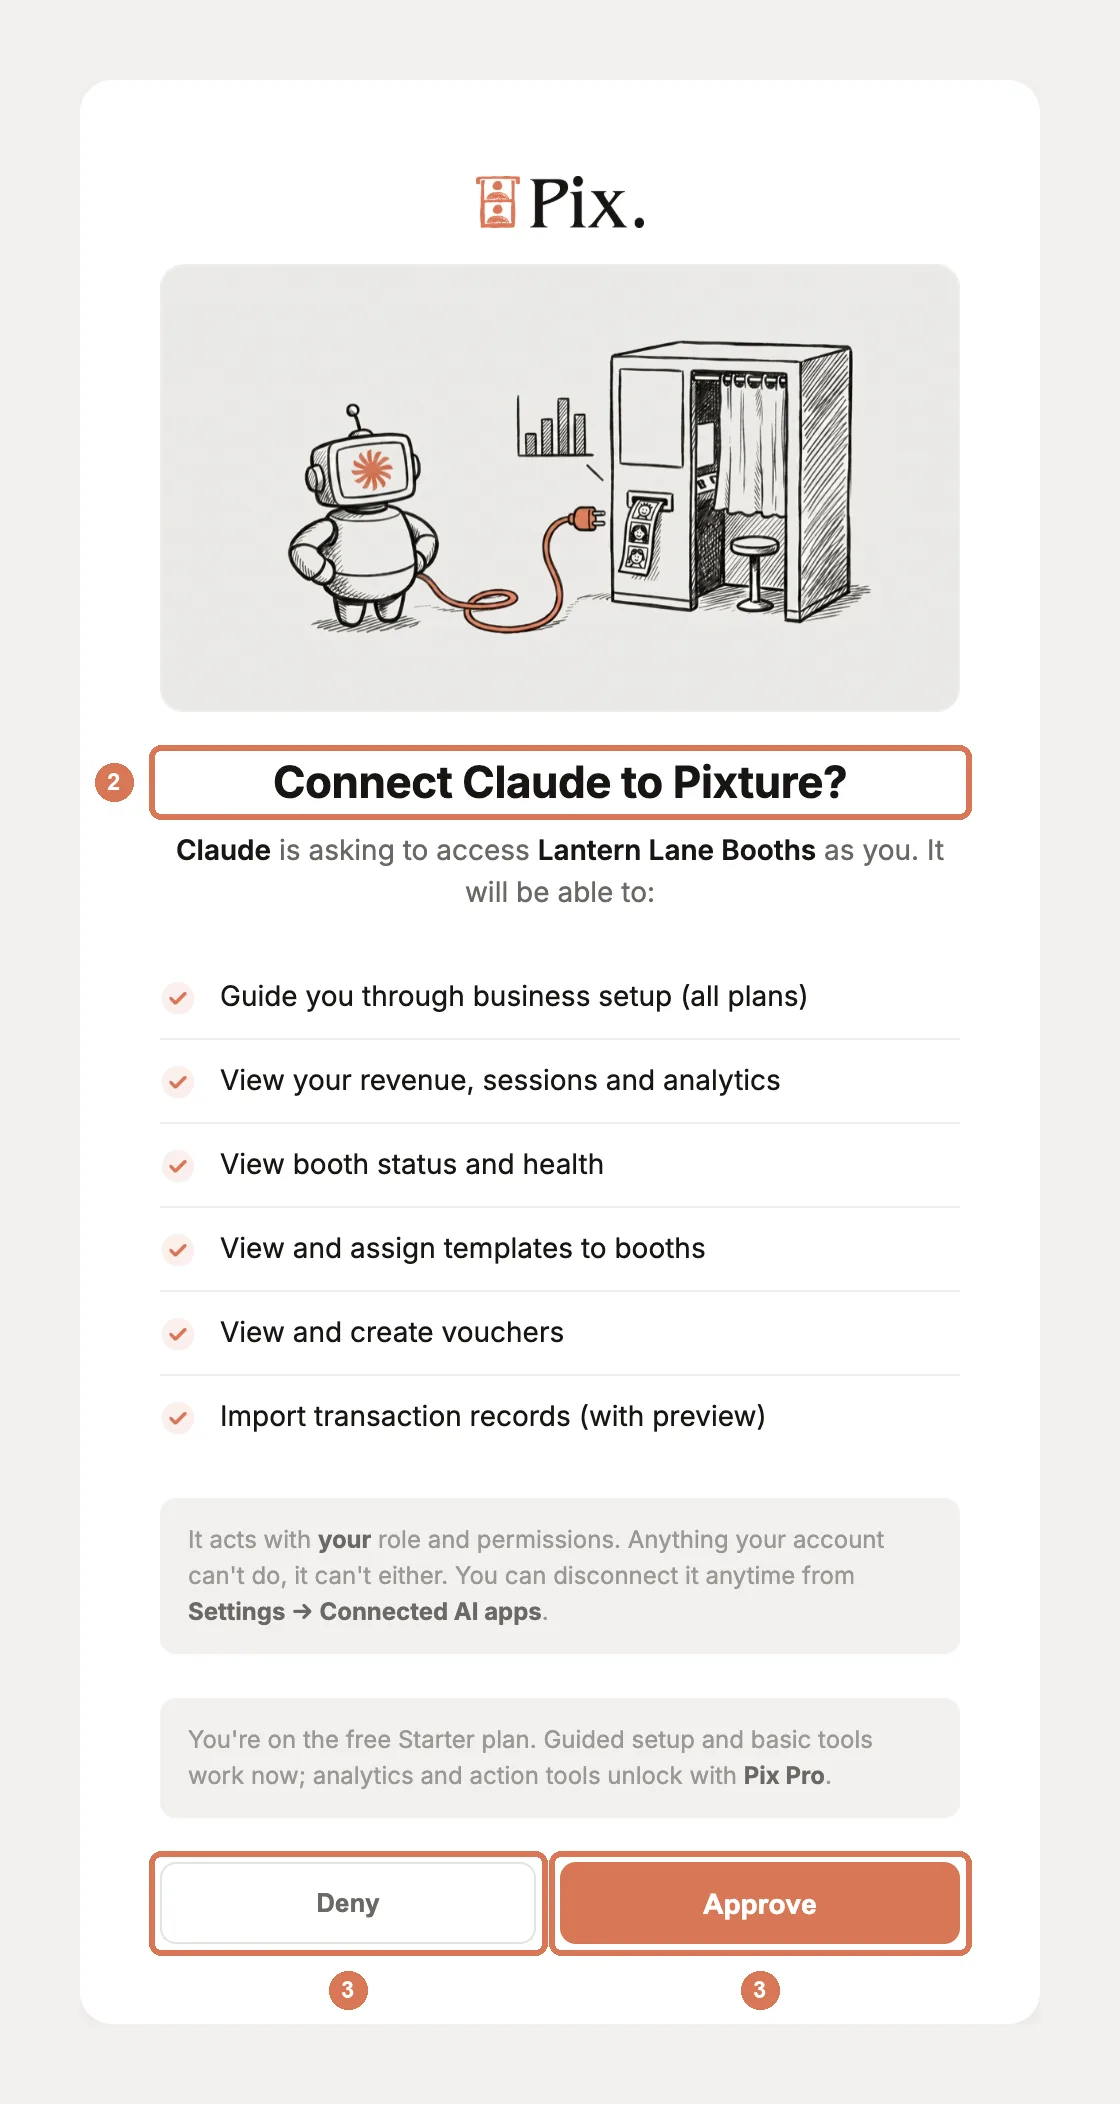 Pix.
2
Connect Claude to Pixture?
Claude is asking to access Lantern Lane Booths as you. It
will be able to:
Guide you through business setup (all plans)
View your revenue, sessions and analytics
View booth status and health
View and assign templates to booths
View and create vouchers
Import transaction records (with preview)
It acts with your role and permissions. Anything your account
can't do, it can't either. You can disconnect it anytime from
Settings → Connected AI apps.
You're on the free Starter plan. Guided setup and basic tools
work now; analytics and action tools unlock with Pix Pro.
Deny
Approve
3
3